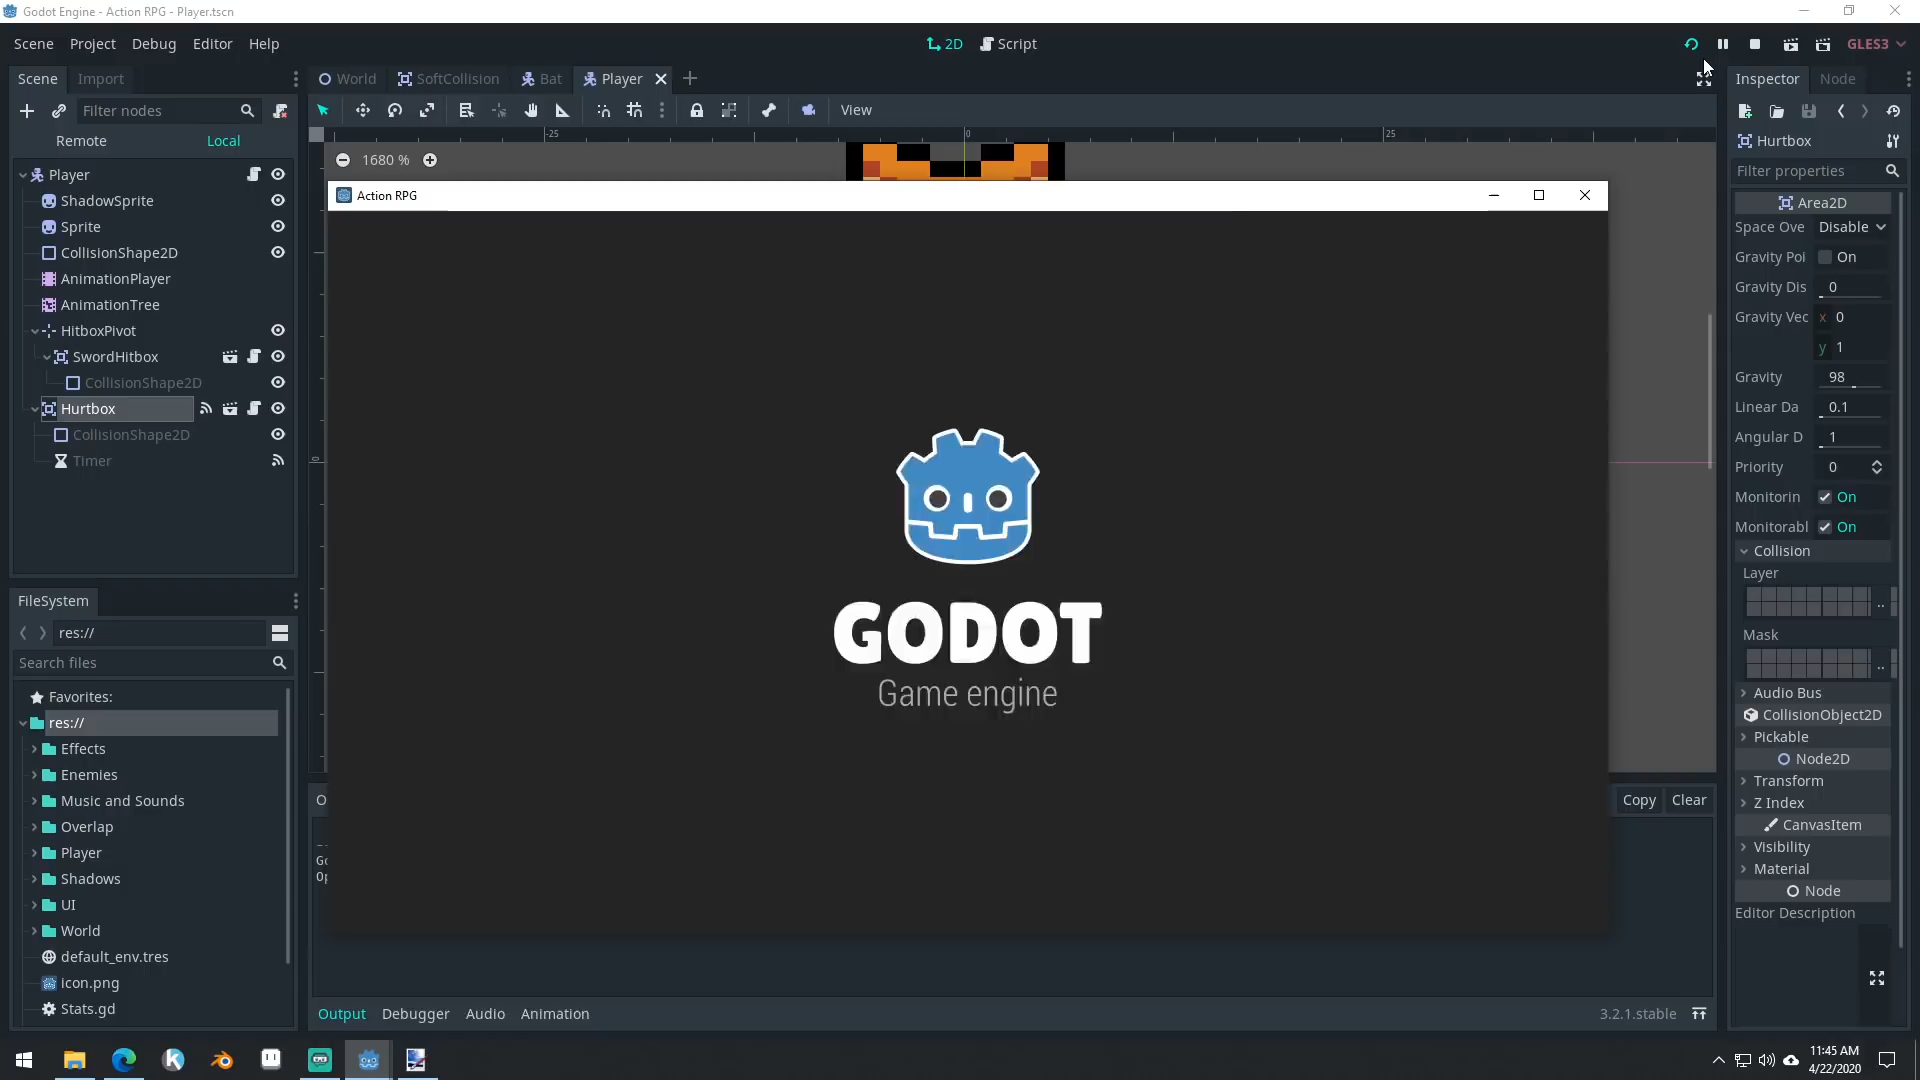 Godot Engine - Action RPG - Player.tscn
Scene Project Debug Editor Help
2D Script
GLES3
Scene Import
World SoftCollision Bat Player
Inspector Node
Filter nodes
View
Remote Local
-25 0 25
1680 %
Hurtbox
Filter properties
Player
ShadowSprite
Sprite
CollisionShape2D
AnimationPlayer
AnimationTree
HitboxPivot
SwordHitbox
CollisionShape2D
Hurtbox
CollisionShape2D
Timer
Action RPG
GODOT
Game engine
Area2D
Space Ove Disable
Gravity Poi On
Gravity Dis 0
Gravity Vec x 0
y 1
Gravity 98
Linear Da 0.1
Angular D 1
Priority 0
Monitorin On
Monitorabl On
Collision
Layer
..
Mask
..
Audio Bus
CollisionObject2D
Pickable
Node2D
Transform
Z Index
CanvasItem
Visibility
Material
Node
Editor Description
FileSystem
res://
Search files
Favorites:
res://
Effects
Enemies
Music and Sounds
Overlap
Player
Shadows
UI
World
default_env.tres
icon.png
Stats.gd
O
Copy Clear
--
Go
Op
Output Debugger Audio Animation
3.2.1.stable
11:45 AM
4/22/2020